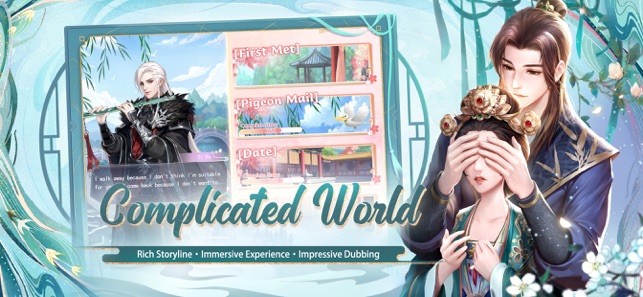 [First Met]
[Pigeon Mail]
[Date]
I walk away because I don't think I'm suitable
Complicated World
Rich Storyline • Immersive Experience • Impressive Dubbing